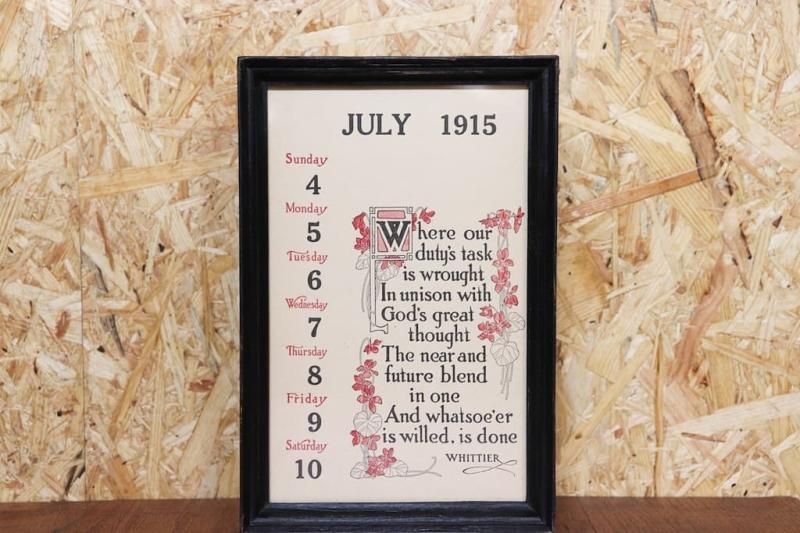 JULY 1915
Sunday
4
Monday
5
Tuesday
6
Wednesday
7
Thursday
8
Friday
9
Saturday
10
Where our
duty's task
is wrought
In unison with
God's great
thought
The near and
future blend
in one
And whatsoe'er
is willed, is done
WHITTIER